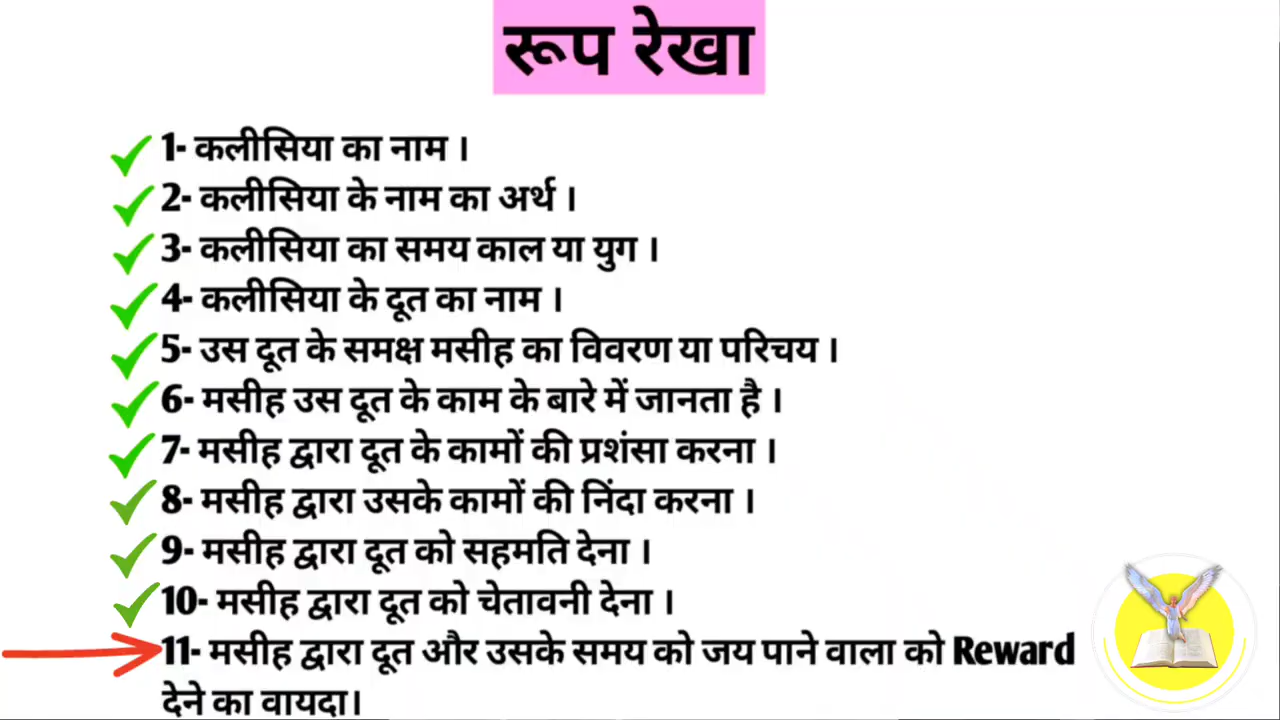 रूप रेखा
1- कलीसिया का नाम ।
2- कलीसिया के नाम का अर्थ ।
3- कलीसिया का समय काल या युग ।
4- कलीसिया के दूत का नाम ।
5- उस दूत के समक्ष मसीह का विवरण या परिचय ।
6- मसीह उस दूत के काम के बारे में जानता है ।
7- मसीह द्वारा दूत के कामों की प्रशंसा करना ।
8- मसीह द्वारा उसके कामों की निंदा करना ।
9- मसीह द्वारा दूत को सहमति देना ।
10- मसीह द्वारा दूत को चेतावनी देना ।
11- मसीह द्वारा दूत और उसके समय को जय पाने वाला को Reward
देने का वायदा।